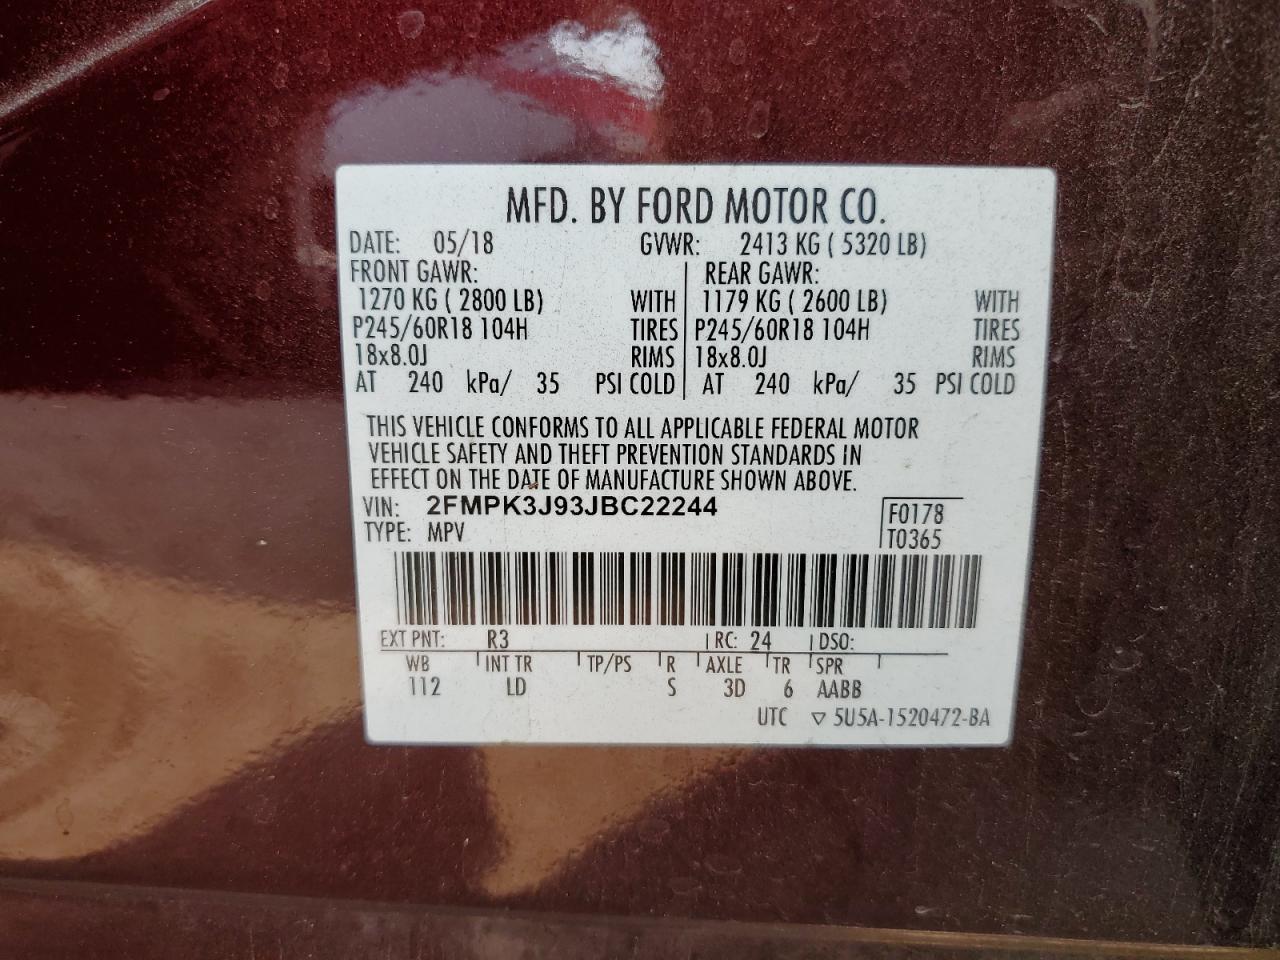 MFD. BY FORD MOTOR CO.
DATE: 05/18 GVWR: 2413 KG ( 5320 LB)
FRONT GAWR: REAR GAWR:
1270 KG ( 2800 LB) WITH 1179 KG ( 2600 LB) WITH
P245/60R18 104H TIRES P245/60R18 104H TIRES
18x8.0J RIMS 18x8.0J RIMS
AT 240 kPa/ 35 PSI COLD AT 240 kPa/ 35 PSI COLD
THIS VEHICLE CONFORMS TO ALL APPLICABLE FEDERAL MOTOR
VEHICLE SAFETY AND THEFT PREVENTION STANDARDS IN
EFFECT ON THE DATE OF MANUFACTURE SHOWN ABOVE.
VIN: 2FMPK3J93JBC22244 F0178
TYPE: MPV T0365
EXT PNT: R3 RC: 24 DSO:
WB INT TR TP/PS R AXLE TR SPR
112 LD S 3D 6 AABB
UTC ▽ 5U5A-1520472-BA